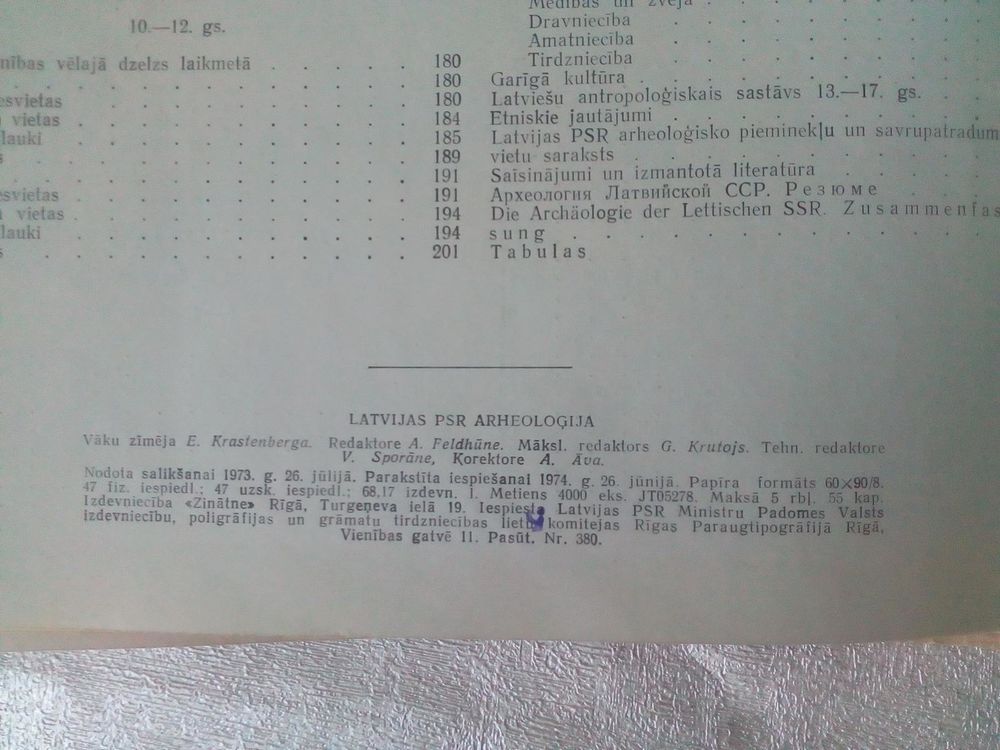 10.—12. gs.
vēlajā dzelzs laikmetā . . . . . . 180
. . . . . . . . 180
. . . . . . . . 180
vietas . . . . . . . . 184
. . . . . . . . 185
. . . . . . . . 189
. . . . . . . . 191
. . . . . . . . 191
vietas . . . . . . . . 194
. . . . . . . . 194
. . . . . . . . 201
Medības un zveja . . . . . .
Dravniecība . . . . . .
Amatniecība . . . . . .
Tirdzniecība . . . . . .
Garīgā kultūra . . . . . .
Latviešu antropoloģiskais sastāvs 13.—17. gs. . .
Etniskie jautājumi . . . . . .
Latvijas PSR arheoloģisko pieminekļu un savrupatradum
vietu saraksts . . . . . .
Saīsinājumi un izmantotā literatūra . . . .
Археология Латвийской ССР. Резюме . . .
Die Archäologie der Lettischen SSR. Zusammenfas
sung . . . . . .
Tabulas
LATVIJAS PSR ARHEOLOĢIJA
Vāku zīmēja E. Krastenberga. Redaktore A. Feldhūne. Māksl. redaktors G. Krutojs. Tehn. redaktore
V. Sporāne, Korektore A. Āva.
Nodota salikšanai 1973. g. 26. jūlijā. Parakstīta iespiešanai 1974. g. 26. jūnijā. Papīra formāts 60×90/8.
47 fiz. iespiedl.; 47 uzsk. iespiedl.; 68,17 izdevn. l. Metiens 4000 eks. JT05278. Maksā 5 rbļ. 55 kap.
Izdevniecība «Zinātne» Rīgā, Turgeņeva ielā 19. Iespiesta Latvijas PSR Ministru Padomes Valsts
izdevniecību, poligrāfijas un grāmatu tirdzniecības lietu komitejas Rīgas Paraugtipogrāfijā Rīgā,
Vienības gatvē 11. Pasūt. Nr. 380.